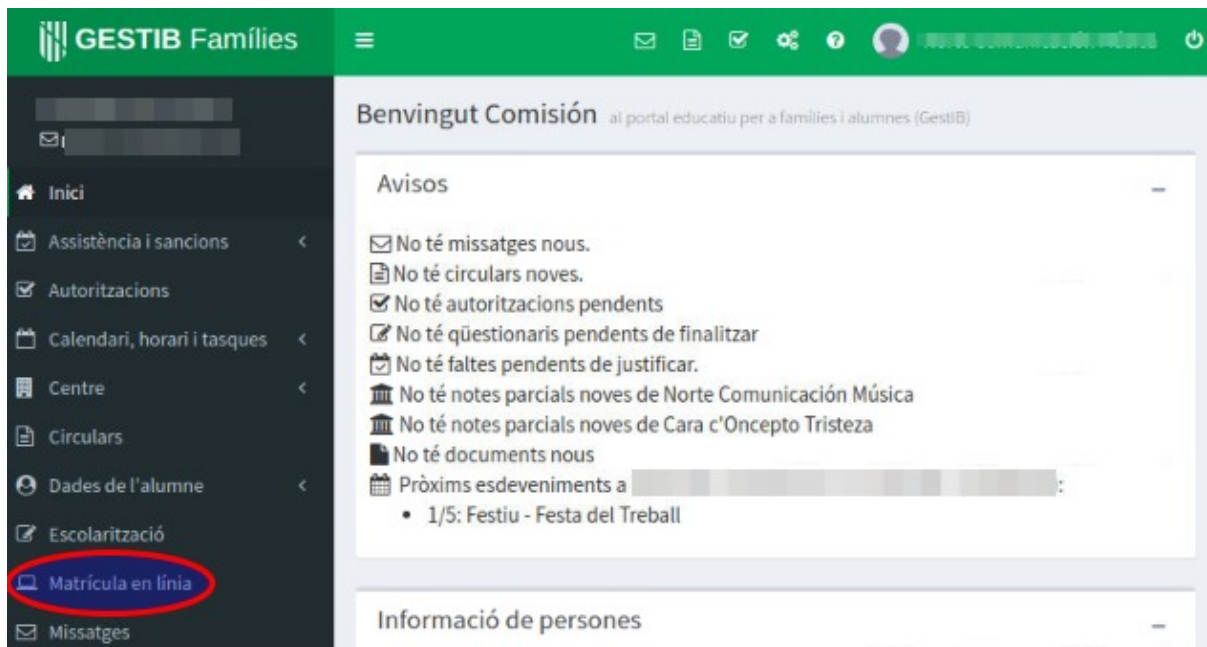 GESTIB Famílies
Inici
Assistència i sancions
Autoritzacions
Calendari, horari i tasques
Centre
Circulars
Dades de l'alumne
Escolarització
Matrícula en línia
Missatges
Benvingut Comisión al portal educatiu per a famílies i alumnes (GestIB)
Avisos
No té missatges nous.
No té circulars noves.
No té autoritzacions pendents
No té qüestionaris pendents de finalitzar
No té faltes pendents de justificar.
No té notes parcials noves de Norte Comunicación Música
No té notes parcials noves de Cara c'Oncepto Tristeza
No té documents nous
Pròxims esdeveniments a :
• 1/5: Festiu - Festa del Treball
Informació de persones